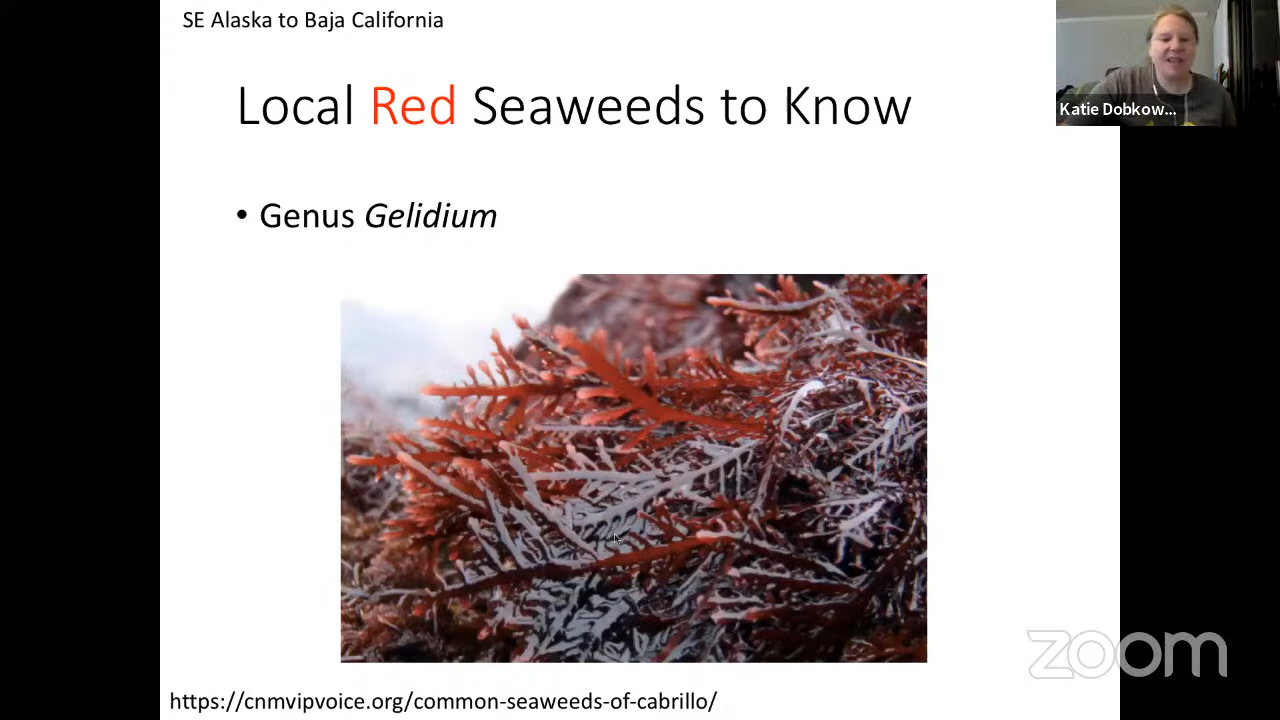 SE Alaska to Baja California
Local Red Seaweeds to Know
Katie Dobkow...
• Genus Gelidium
zoom
https://cnmvipvoice.org/common-seaweeds-of-cabrillo/